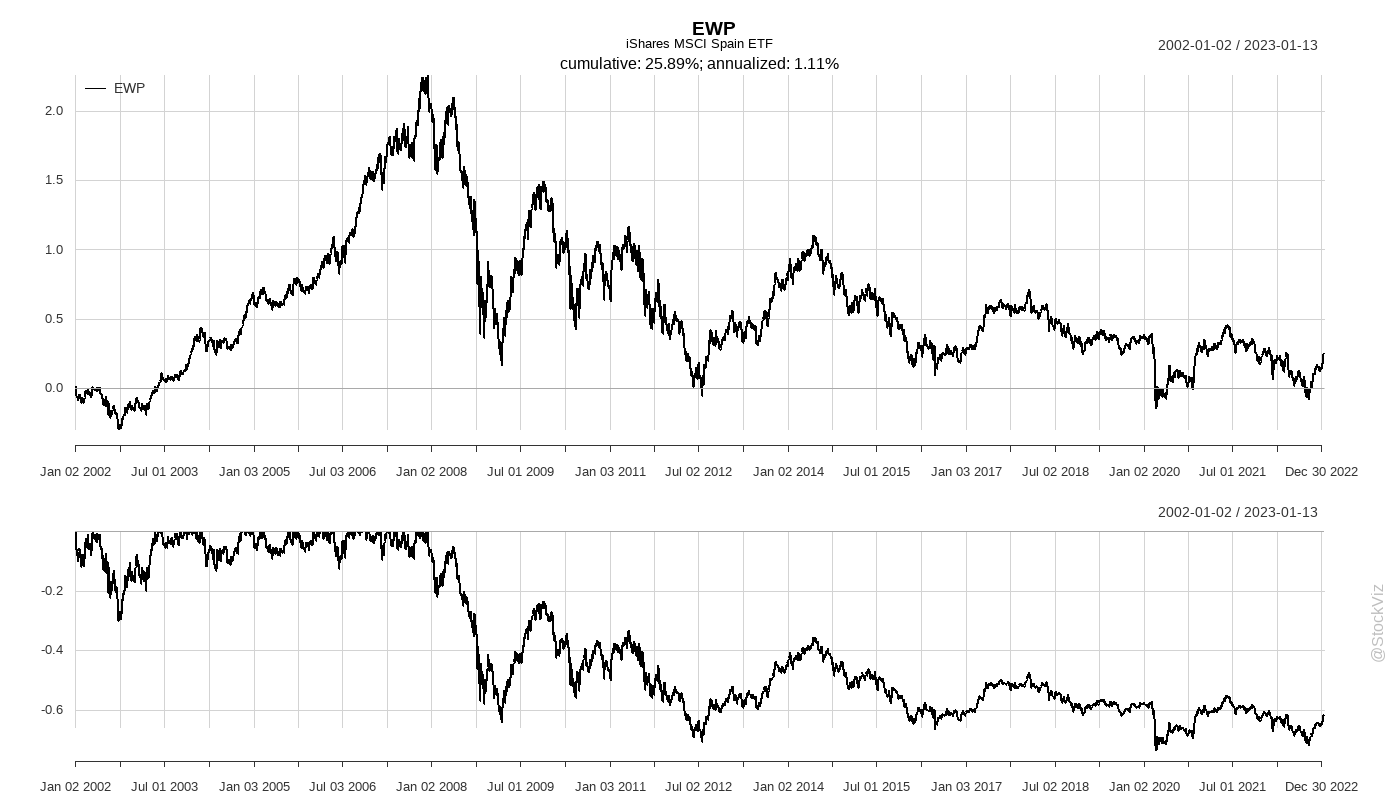 EWP
iShares MSCI Spain ETF
cumulative: 25.89%; annualized: 1.11%
2002-01-02 / 2023-01-13
EWP
2.0
1.5
1.0
0.5
0.0
Jan 02 2002 Jul 01 2003 Jan 03 2005 Jul 03 2006 Jan 02 2008 Jul 01 2009 Jan 03 2011 Jul 02 2012 Jan 02 2014 Jul 01 2015 Jan 03 2017 Jul 02 2018 Jan 02 2020 Jul 01 2021 Dec 30 2022
2002-01-02 / 2023-01-13
-0.2
-0.4
-0.6
Jan 02 2002 Jul 01 2003 Jan 03 2005 Jul 03 2006 Jan 02 2008 Jul 01 2009 Jan 03 2011 Jul 02 2012 Jan 02 2014 Jul 01 2015 Jan 03 2017 Jul 02 2018 Jan 02 2020 Jul 01 2021 Dec 30 2022
@StockViz